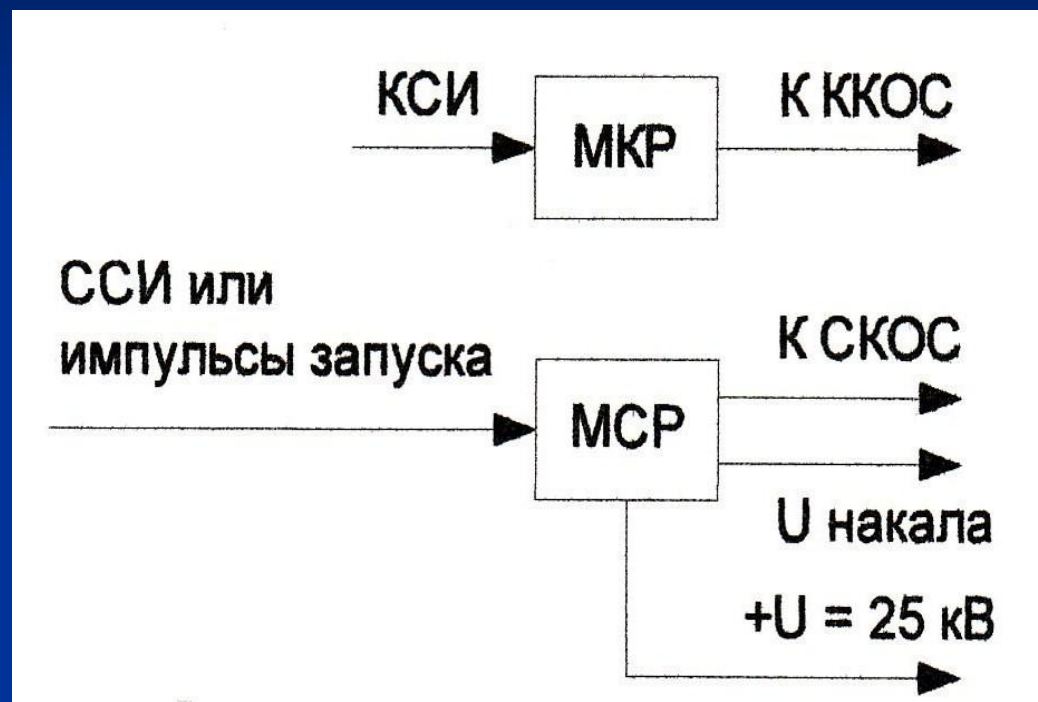 КСИ
МКР
К ККОС
ССИ или
импульсы запуска
МСР
К СКОС
U накала
+U = 25 кВ